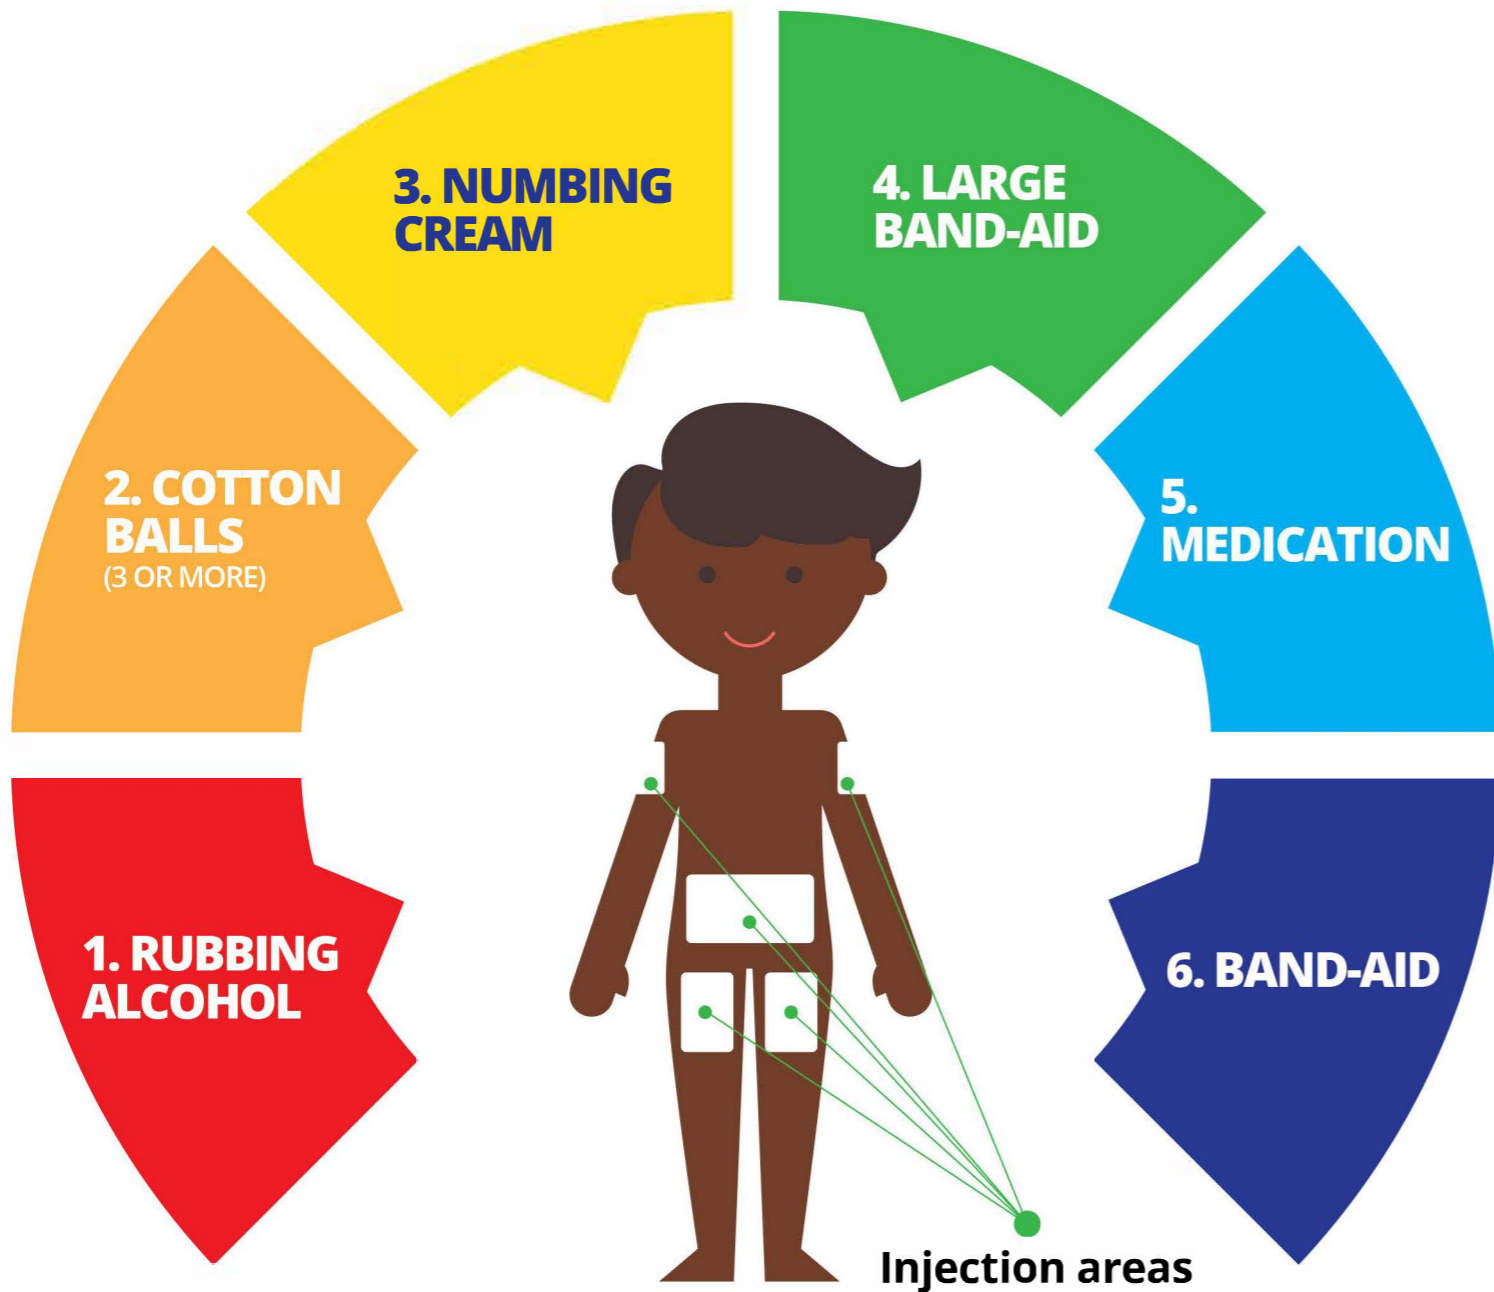 1. RUBBING
ALCOHOL
2. COTTON
BALLS
(3 OR MORE)
3. NUMBING
CREAM
4. LARGE
BAND-AID
5.
MEDICATION
6. BAND-AID
Injection areas